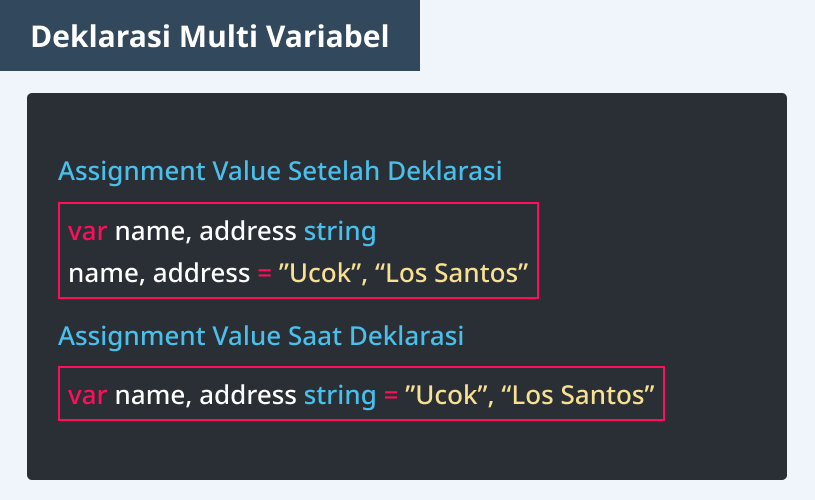 Deklarasi Multi Variabel
Assignment Value Setelah Deklarasi
var name, address string
name, address = ”Ucok”, “Los Santos”
Assignment Value Saat Deklarasi
var name, address string = ”Ucok”, “Los Santos”